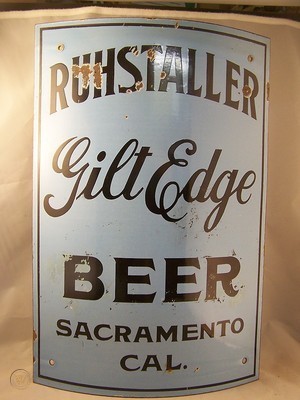 RUHSTALLER
Gilt Edge
BEER
SACRAMENTO
CAL.